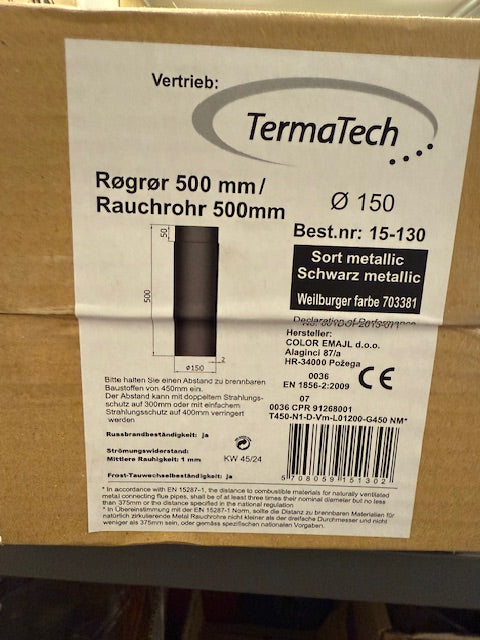 Vertrieb:
TermaTech
Røgrør 500 mm/
Rauchrohr 500mm
Ø 150
Best.nr: 15-130
Sort metallic
Schwarz metallic
Weilburger farbe 703381
50
500
2
ø150
Declaration of Performance
Hersteller:
COLOR EMAJL d.o.o.
Alaginci 87/a
HR-34000 Požega
0036
EN 1856-2:2009
CE
07
0036 CPR 91268001
T450-N1-D-Vm-L01200-G450 NM*
Bitte halten Sie einen Abstand zu brennbaren
Baustoffen von 450mm ein.
Der Abstand kann mit doppeltem Strahlungs-
schutz auf 300mm oder mit einfachem
Strahlungsschutz auf 400mm verringert
werden
Russbrandbeständigkeit: ja
Strömungswiderstand:
Mittlere Rauhigkeit: 1 mm
KW 45/24
Frost-Tauwechselbeständigkeit: ja
5 708059 151302
* In accordance with EN 15287-1, the distance to combustible materials for naturally ventilated
metal connecting flue pipes, shall be of at least three times their nominal diameter but no less
than 375mm or the distance specified in the national regulation
* In Übereinstimmung mit der EN 15287-1 Norm, sollte die Distanz zu brennbaren Materialien für
natürlich zirkulierende Metal Rauchrohre nicht kleiner als der dreifache Durchmesser und nicht
weniger als 375mm sein, oder gemäss spezifischen nationalen Vorgaben.